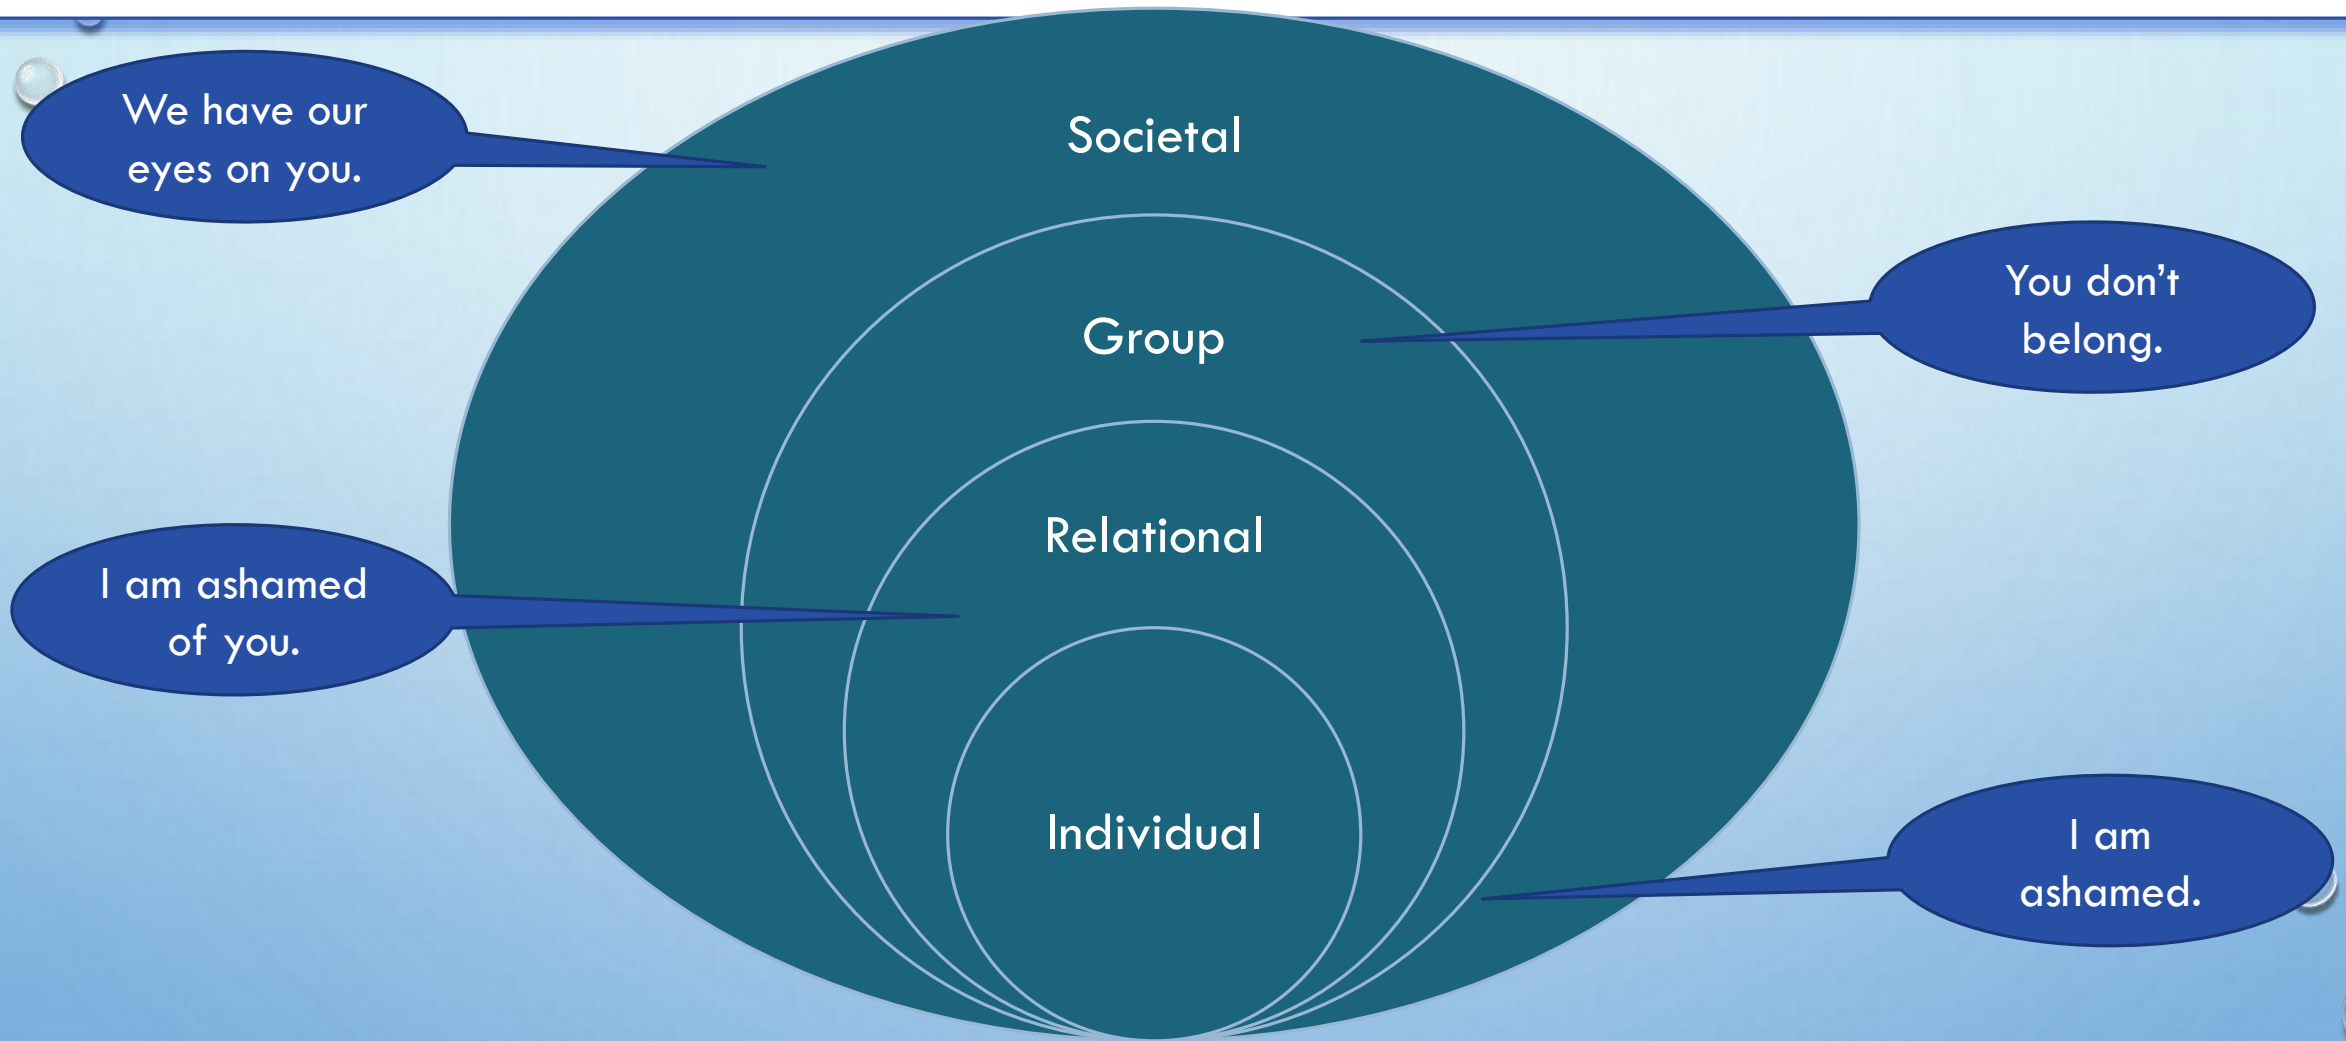 We have our
eyes on you.
Societal
You don't
belong.
Group
Relational
I am ashamed
of you.
Individual
I am
ashamed.